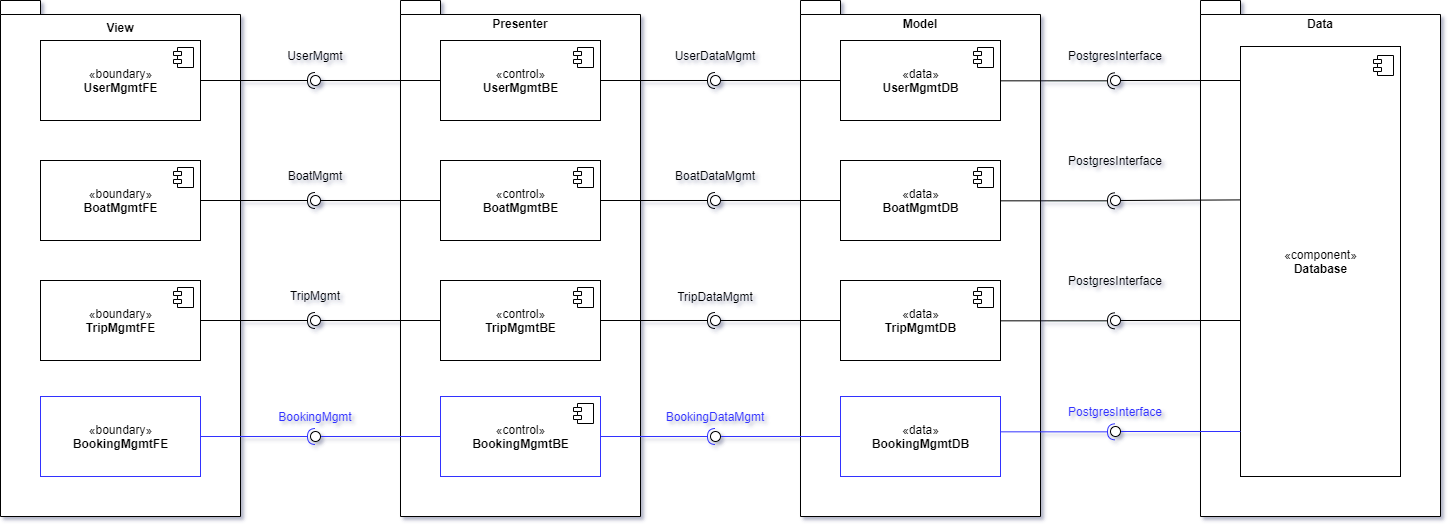 View
Presenter
Model
Data
«boundary»
UserMgmtFE
UserMgmt
«control»
UserMgmtBE
UserDataMgmt
«data»
UserMgmtDB
PostgresInterface
«boundary»
BoatMgmtFE
BoatMgmt
«control»
BoatMgmtBE
BoatDataMgmt
«data»
BoatMgmtDB
PostgresInterface
«component»
Database
«boundary»
TripMgmtFE
TripMgmt
«control»
TripMgmtBE
TripDataMgmt
«data»
TripMgmtDB
PostgresInterface
«boundary»
BookingMgmtFE
BookingMgmt
«control»
BookingMgmtBE
BookingDataMgmt
«data»
BookingMgmtDB
PostgresInterface